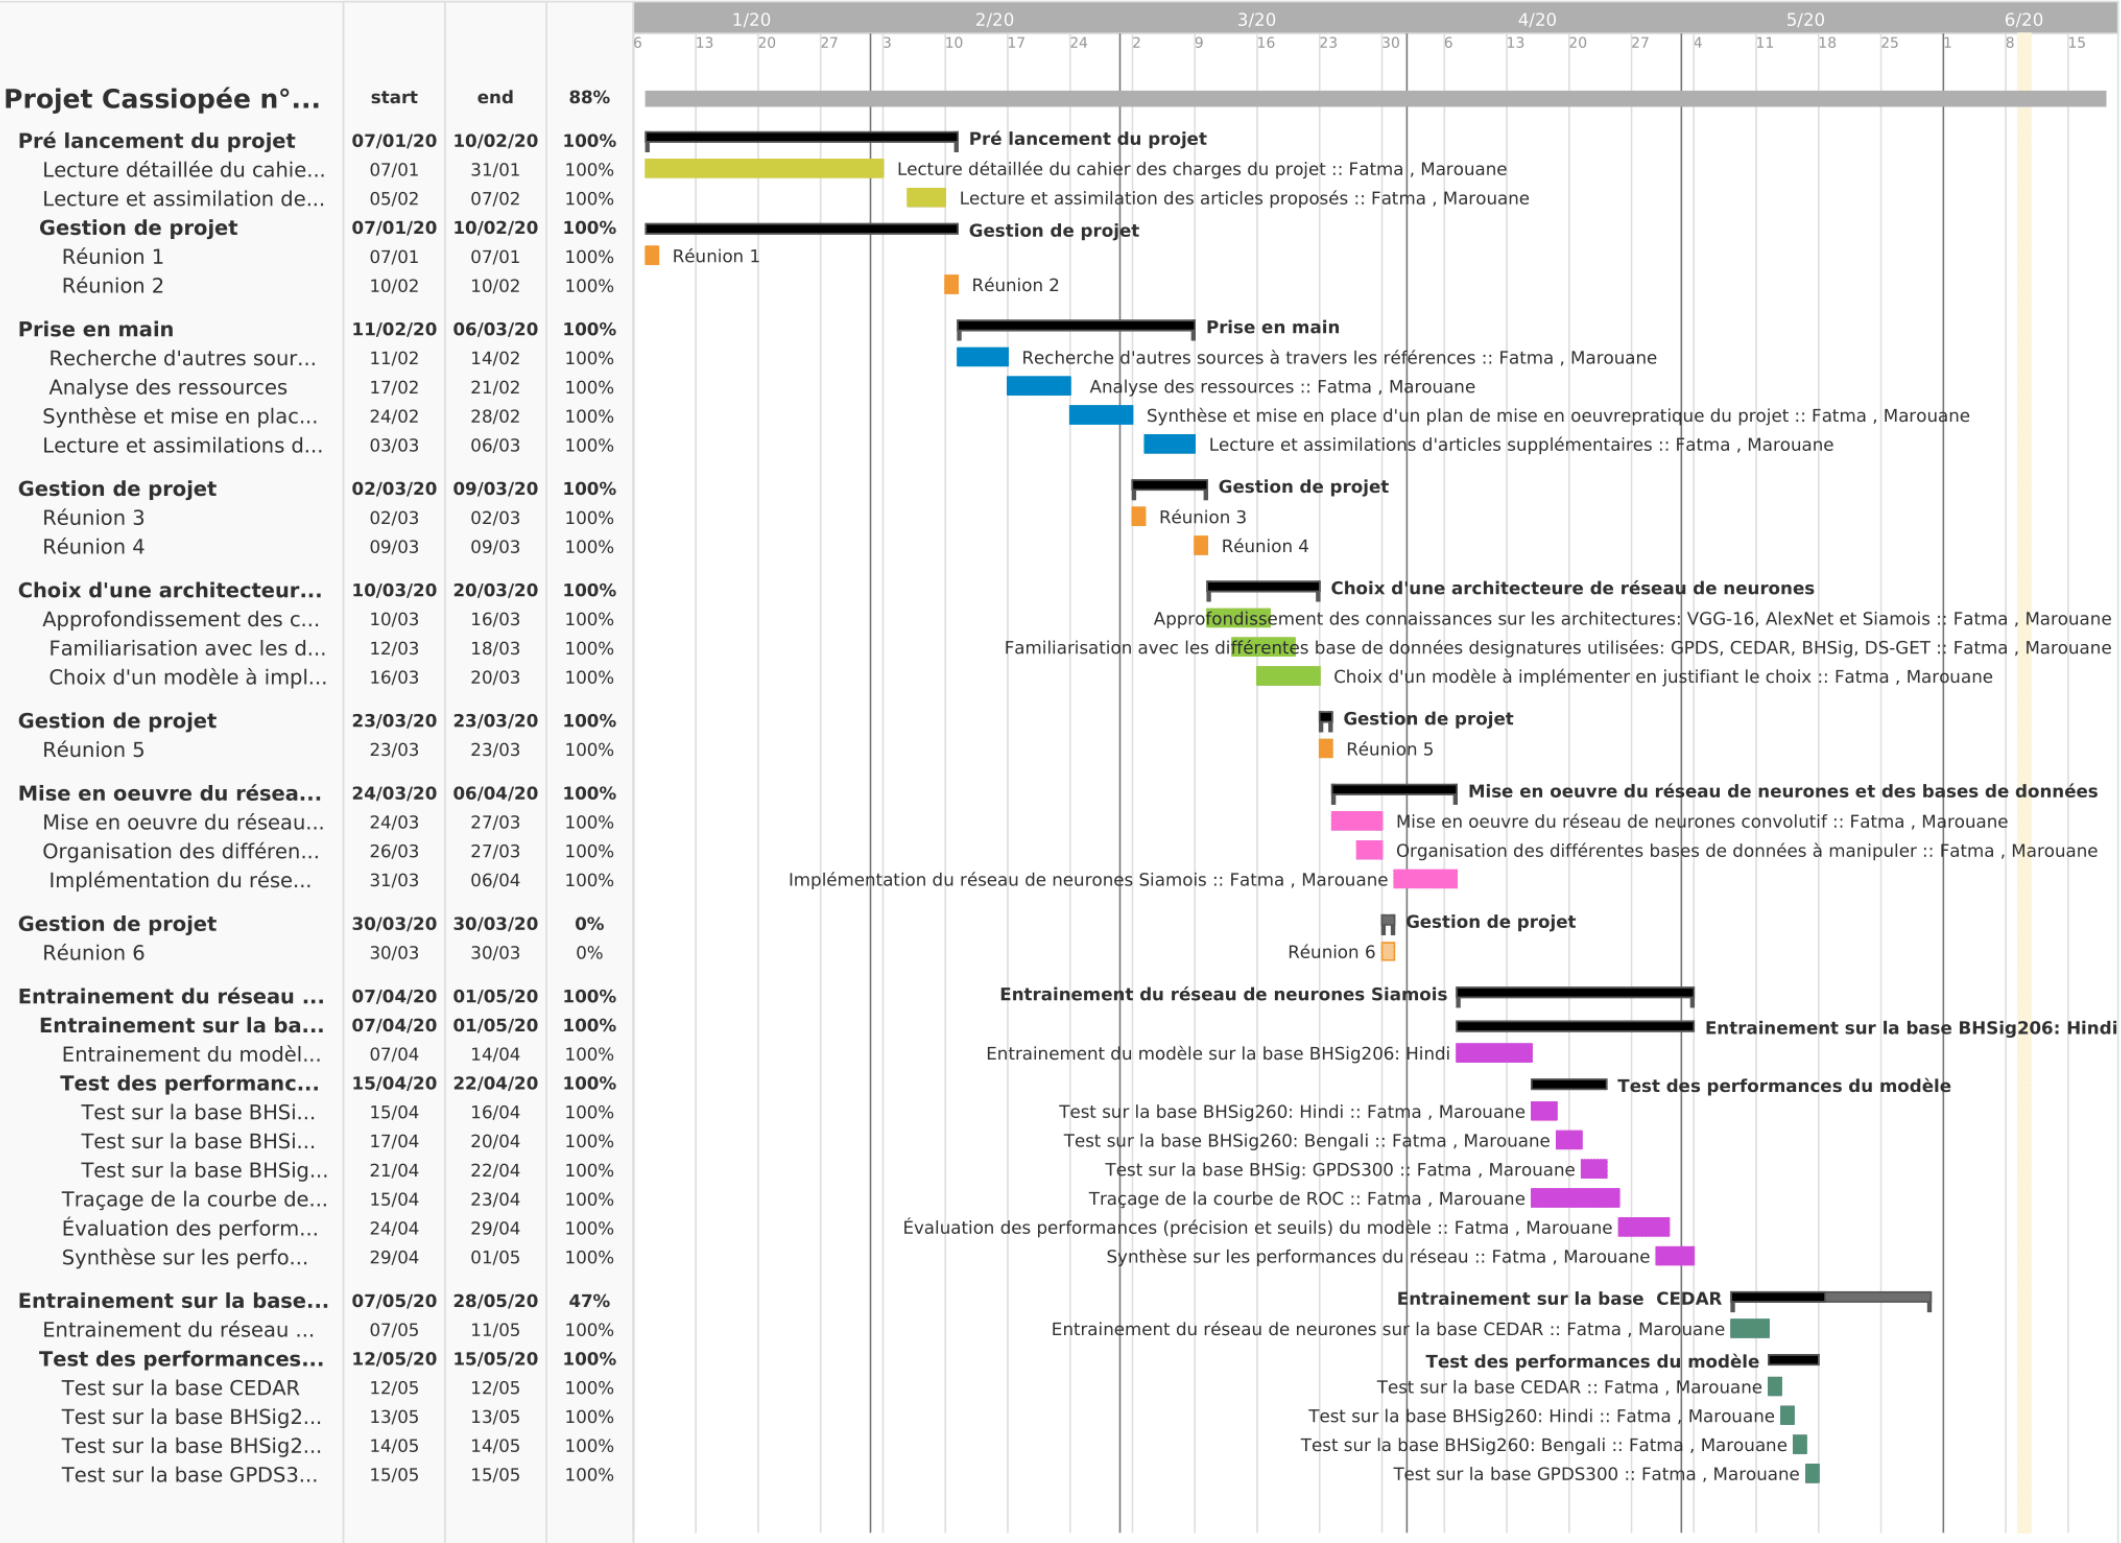 1/20 2/20 3/20 4/20 5/20 6/20
6 13 20 27 3 10 17 24 2 9 16 23 30 6 13 20 27 4 11 18 25 1 8 15
Projet Cassiopée n°... start end 88%
Pré lancement du projet 07/01/20 10/02/20 100% Pré lancement du projet
Lecture détaillée du cahie... 07/01 31/01 100% Lecture détaillée du cahier des charges du projet :: Fatma , Marouane
Lecture et assimilation de... 05/02 07/02 100% Lecture et assimilation des articles proposés :: Fatma , Marouane
Gestion de projet 07/01/20 10/02/20 100% Gestion de projet
Réunion 1 07/01 07/01 100% Réunion 1
Réunion 2 10/02 10/02 100% Réunion 2
Prise en main 11/02/20 06/03/20 100% Prise en main
Recherche d'autres sour... 11/02 14/02 100% Recherche d'autres sources à travers les références :: Fatma , Marouane
Analyse des ressources 17/02 21/02 100% Analyse des ressources :: Fatma , Marouane
Synthèse et mise en plac... 24/02 28/02 100% Synthèse et mise en place d'un plan de mise en oeuvrepratique du projet :: Fatma , Marouane
Lecture et assimilations d... 03/03 06/03 100% Lecture et assimilations d'articles supplémentaires :: Fatma , Marouane
Gestion de projet 02/03/20 09/03/20 100% Gestion de projet
Réunion 3 02/03 02/03 100% Réunion 3
Réunion 4 09/03 09/03 100% Réunion 4
Choix d'une architecteur... 10/03/20 20/03/20 100% Choix d'une architecteure de réseau de neurones
Approfondissement des c... 10/03 16/03 100% Approfondissement des connaissances sur les architectures: VGG-16, AlexNet et Siamois :: Fatma , Marouane
Familiarisation avec les d... 12/03 18/03 100% Familiarisation avec les différentes base de données designatures utilisées: GPDS, CEDAR, BHSig, DS-GET :: Fatma , Marouane
Choix d'un modèle à impl... 16/03 20/03 100% Choix d'un modèle à implémenter en justifiant le choix :: Fatma , Marouane
Gestion de projet 23/03/20 23/03/20 100% Gestion de projet
Réunion 5 23/03 23/03 100% Réunion 5
Mise en oeuvre du résea... 24/03/20 06/04/20 100% Mise en oeuvre du réseau de neurones et des bases de données
Mise en oeuvre du réseau... 24/03 27/03 100% Mise en oeuvre du réseau de neurones convolutif :: Fatma , Marouane
Organisation des différen... 26/03 27/03 100% Organisation des différentes bases de données à manipuler :: Fatma , Marouane
Implémentation du rése... 31/03 06/04 100% Implémentation du réseau de neurones Siamois :: Fatma , Marouane
Gestion de projet 30/03/20 30/03/20 0% Gestion de projet
Réunion 6 30/03 30/03 0% Réunion 6
Entrainement du réseau ... 07/04/20 01/05/20 100% Entrainement du réseau de neurones Siamois
Entrainement sur la ba... 07/04/20 01/05/20 100% Entrainement sur la base BHSig206: Hindi
Entrainement du modèl... 07/04 14/04 100% Entrainement du modèle sur la base BHSig206: Hindi
Test des performanc... 15/04/20 22/04/20 100% Test des performances du modèle
Test sur la base BHSi... 15/04 16/04 100% Test sur la base BHSig260: Hindi :: Fatma , Marouane
Test sur la base BHSi... 17/04 20/04 100% Test sur la base BHSig260: Bengali :: Fatma , Marouane
Test sur la base BHSig... 21/04 22/04 100% Test sur la base BHSig: GPDS300 :: Fatma , Marouane
Traçage de la courbe de... 15/04 23/04 100% Traçage de la courbe de ROC :: Fatma , Marouane
Évaluation des perform... 24/04 29/04 100% Évaluation des performances (précision et seuils) du modèle :: Fatma , Marouane
Synthèse sur les perfo... 29/04 01/05 100% Synthèse sur les performances du réseau :: Fatma , Marouane
Entrainement sur la base... 07/05/20 28/05/20 47% Entrainement sur la base CEDAR
Entrainement du réseau ... 07/05 11/05 100% Entrainement du réseau de neurones sur la base CEDAR :: Fatma , Marouane
Test des performances... 12/05/20 15/05/20 100% Test des performances du modèle
Test sur la base CEDAR 12/05 12/05 100% Test sur la base CEDAR :: Fatma , Marouane
Test sur la base BHSig2... 13/05 13/05 100% Test sur la base BHSig260: Hindi :: Fatma , Marouane
Test sur la base BHSig2... 14/05 14/05 100% Test sur la base BHSig260: Bengali :: Fatma , Marouane
Test sur la base GPDS3... 15/05 15/05 100% Test sur la base GPDS300 :: Fatma , Marouane